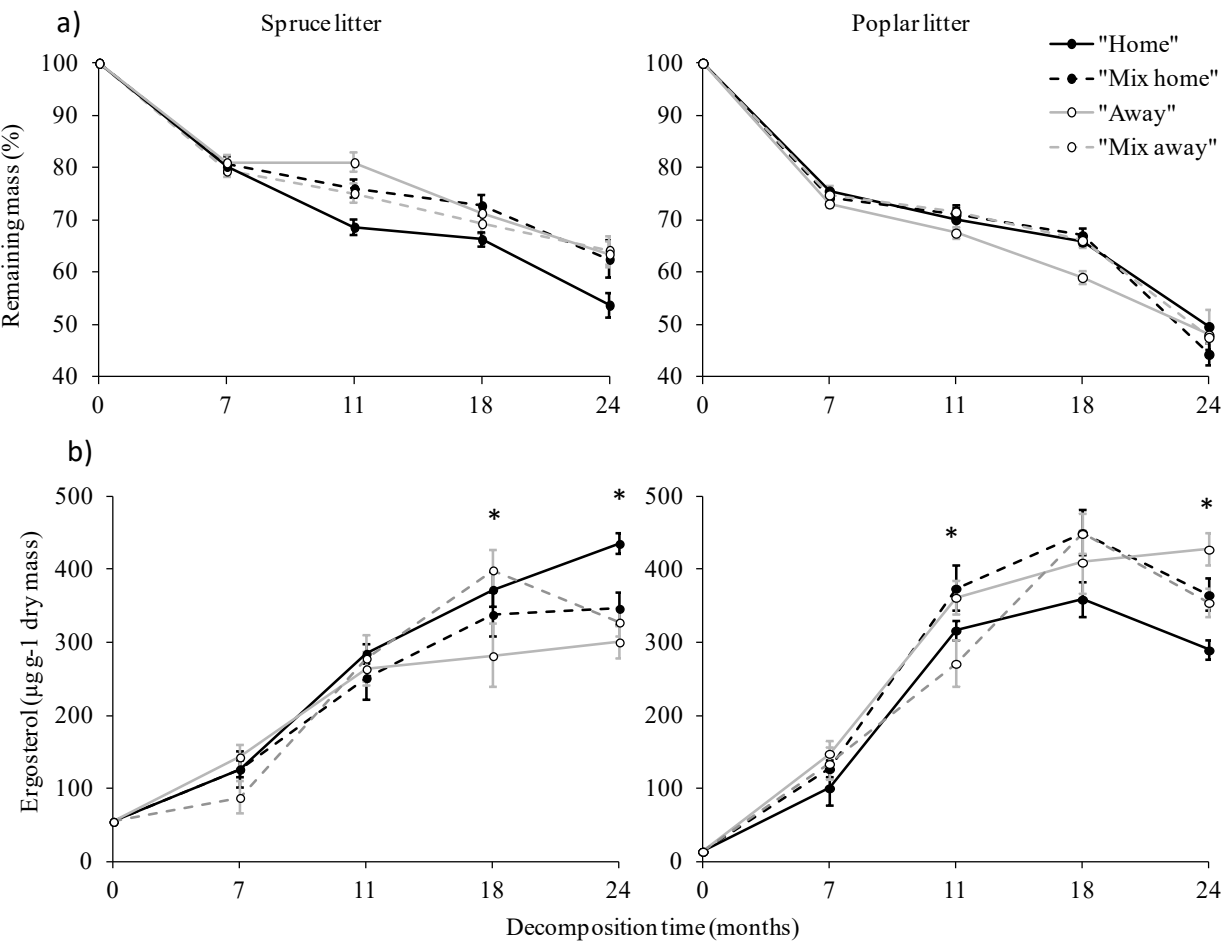 a)
Spruce litter
Poplar litter
"Home"
"Mix home"
"Away"
"Mix away"
Remaining mass (%)
100
90
80
70
60
50
40
0 7 11 18 24
100
90
80
70
60
50
40
0 7 11 18 24
b)
Ergosterol (µg g-1 dry mass)
500
400
300
200
100
0
0 7 11 18 24
* *
500
400
300
200
100
0
0 7 11 18 24
* *
Decomposition time (months)